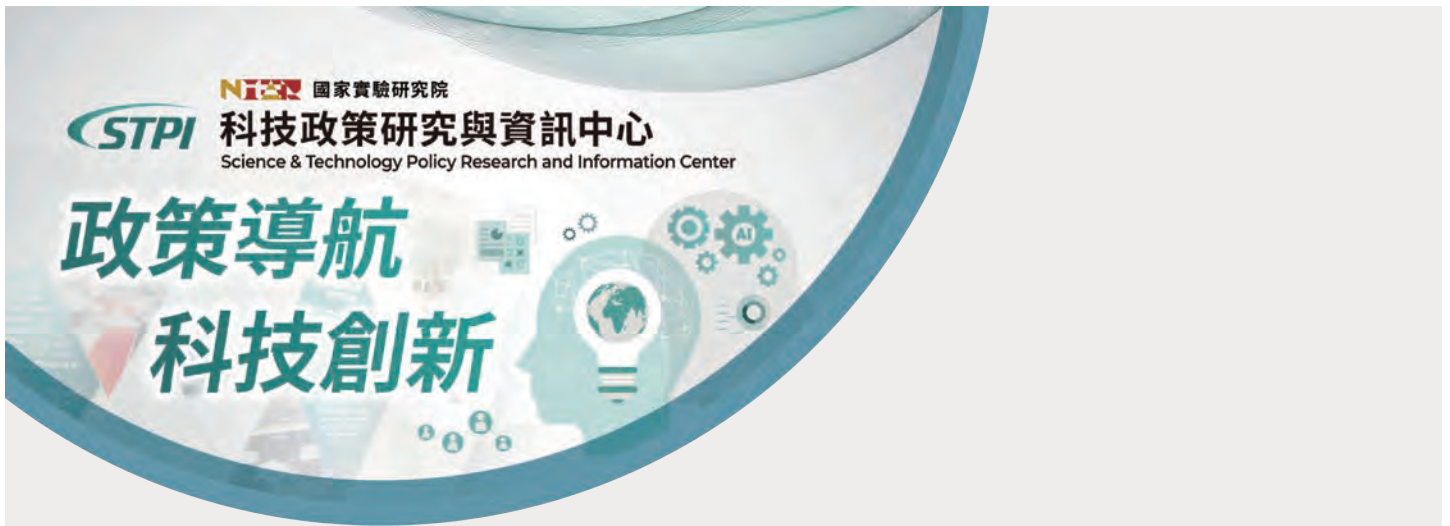 NIAR 國家實驗研究院
STPI 科技政策研究與資訊中心
Science & Technology Policy Research and Information Center
政策導航
科技創新
AI